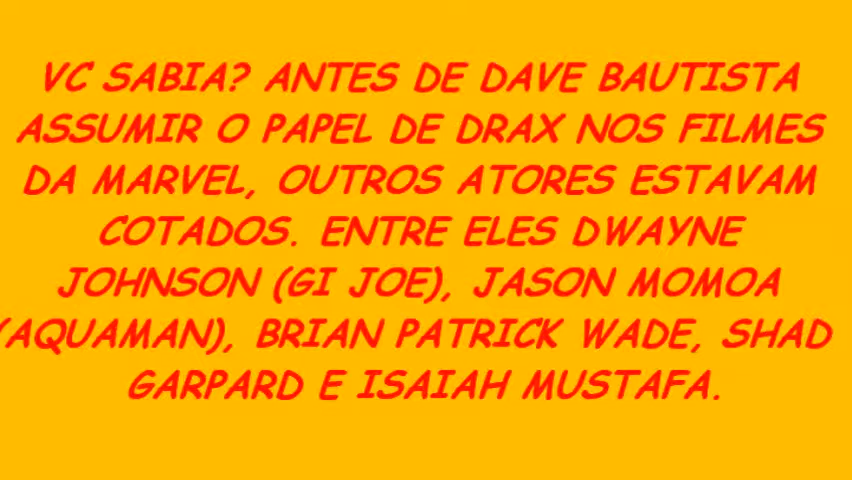 VC SABIA? ANTES DE DAVE BAUTISTA
ASSUMIR O PAPEL DE DRAX NOS FILMES
DA MARVEL, OUTROS ATORES ESTAVAM
COTADOS. ENTRE ELES DWAYNE
JOHNSON (GI JOE), JASON MOMOA
(AQUAMAN), BRIAN PATRICK WADE, SHAD
GARPARD E ISAIAH MUSTAFA.